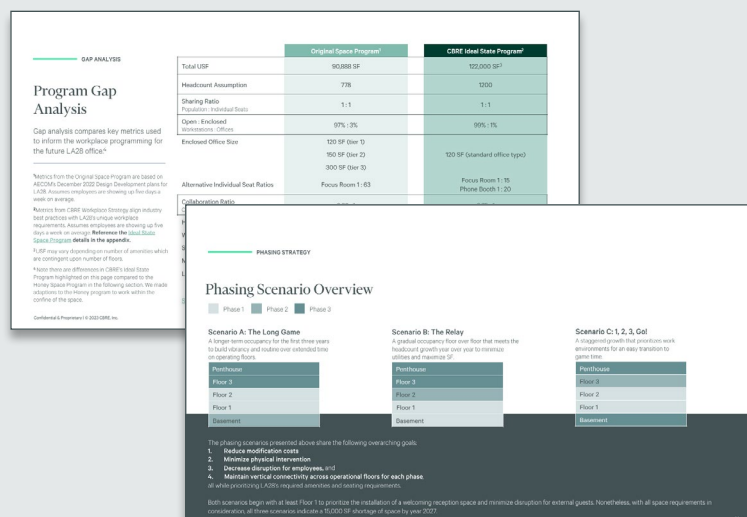 GAP ANALYSIS
Program Gap
Analysis
Gap analysis compares key metrics used
to inform the workplace programming for
the future LA28 office.⁴
¹Metrics from the Original Space Program are based on
AECOM's December 2022 Design Development plans for
LA28. Assumes employees are showing up five days a
week on average.
²Metrics from CBRE Workplace Strategy align industry
best practices with LA28's unique workplace
requirements. Assumes employees are showing up five
days a week on average. Reference the Ideal State
Space Program details in the appendix.
³USF may vary depending on number of amenities which
are contingent upon number of floors.
⁴ Note there are differences in CBRE's Ideal State
Program highlighted on this page compared to the
Honey Space Program in the following section. We made
adaptions to the Honey program to work within the
confine of the space.
Confidential & Proprietary | © 2023 CBRE, Inc.
Original Space Program¹ CBRE Ideal State Program²
Total USF 90,888 SF 122,000 SF³
Headcount Assumption 778 1200
Sharing Ratio 1 : 1 1 : 1
Population : Individual Seats
Open : Enclosed 97% : 3% 99% : 1%
Workstations : Offices
Enclosed Office Size 120 SF (tier 1)
150 SF (tier 2) 120 SF (standard office type)
300 SF (tier 3)
Alternative Individual Seat Ratios Focus Room 1 : 63 Focus Room 1 : 15
Phone Booth 1 : 20
Collaboration Ratio
PHASING STRATEGY
Phasing Scenario Overview
Phase 1 Phase 2 Phase 3
Scenario A: The Long Game
A longer term occupancy for the first three years
to build vibrancy and routine over extended time
on operating floors.
Penthouse
Floor 3
Floor 2
Floor 1
Basement
Scenario B: The Relay
A gradual occupancy floor over floor that meets the
headcount growth year over year to minimize
utilities and maximize SF.
Penthouse
Floor 3
Floor 2
Floor 1
Basement
Scenario C: 1, 2, 3, Go!
A staggered growth that prioritizes work
environments for an easy transition to
game time.
Penthouse
Floor 3
Floor 2
Floor 1
Basement
The phasing scenarios presented above share the following overarching goals:
1. Reduce modification costs
2. Minimize physical intervention
3. Decrease disruption for employees, and
4. Maintain vertical connectivity across operational floors for each phase,
all while prioritizing LA28's required amenities and seating requirements.
Both scenarios begin with at least Floor 1 to prioritize the installation of a welcoming reception space and minimize disruption for external guests. Nonetheless, with all space requirements in
consideration, all three scenarios indicate a 15,000 SF shortage of space by year 2027.